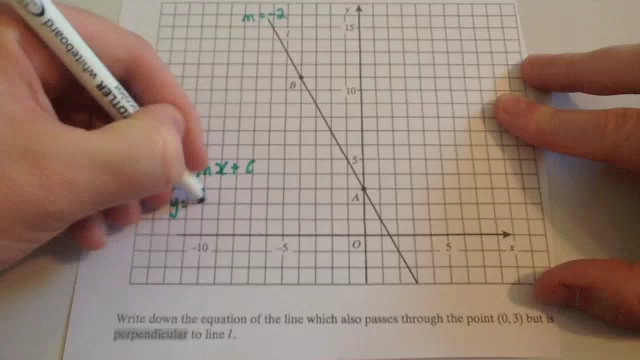 m = -2
y
15
l
B
10
mx + c
5
y =
A
-10
-5
O
5
x
Write down the equation of the line which also passes through the point (0, 3) but is
perpendicular to line l.
whiteboard